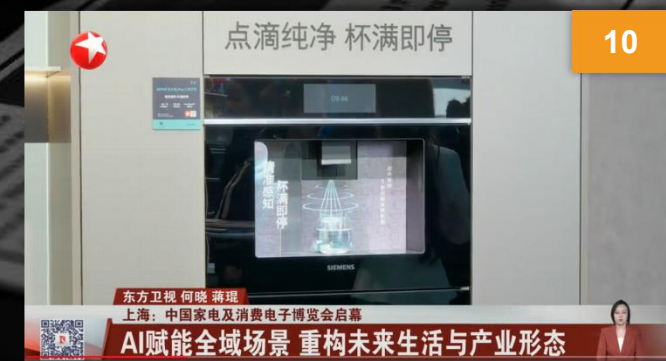 点滴纯净 杯满即停
10
09:46
精准感知
杯满即停
SIEMENS
东方卫视 何晓 蒋琨
上海：中国家电及消费电子博览会启幕
AI赋能全域场景 重构未来生活与产业形态